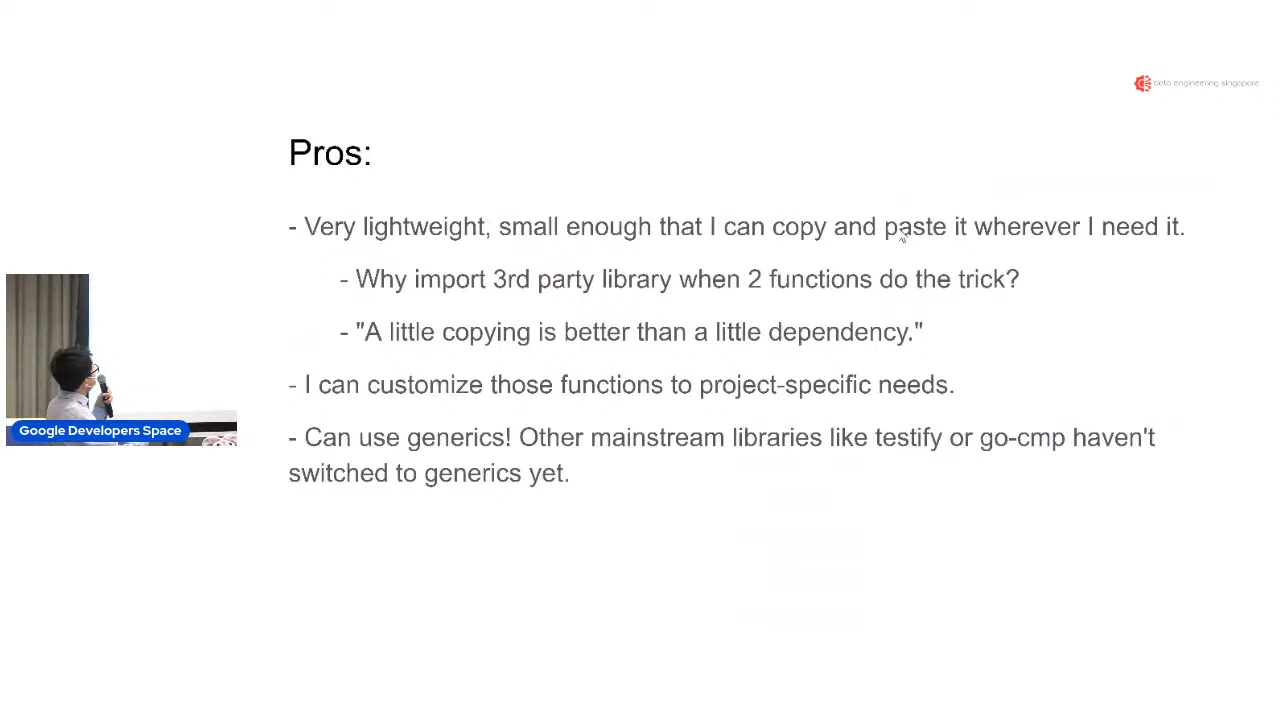 data engineering singapore
Pros:
- Very lightweight, small enough that I can copy and paste it wherever I need it.
- Why import 3rd party library when 2 functions do the trick?
- "A little copying is better than a little dependency."
- I can customize those functions to project-specific needs.
- Can use generics! Other mainstream libraries like testify or go-cmp haven't
switched to generics yet.
Google Developers Space